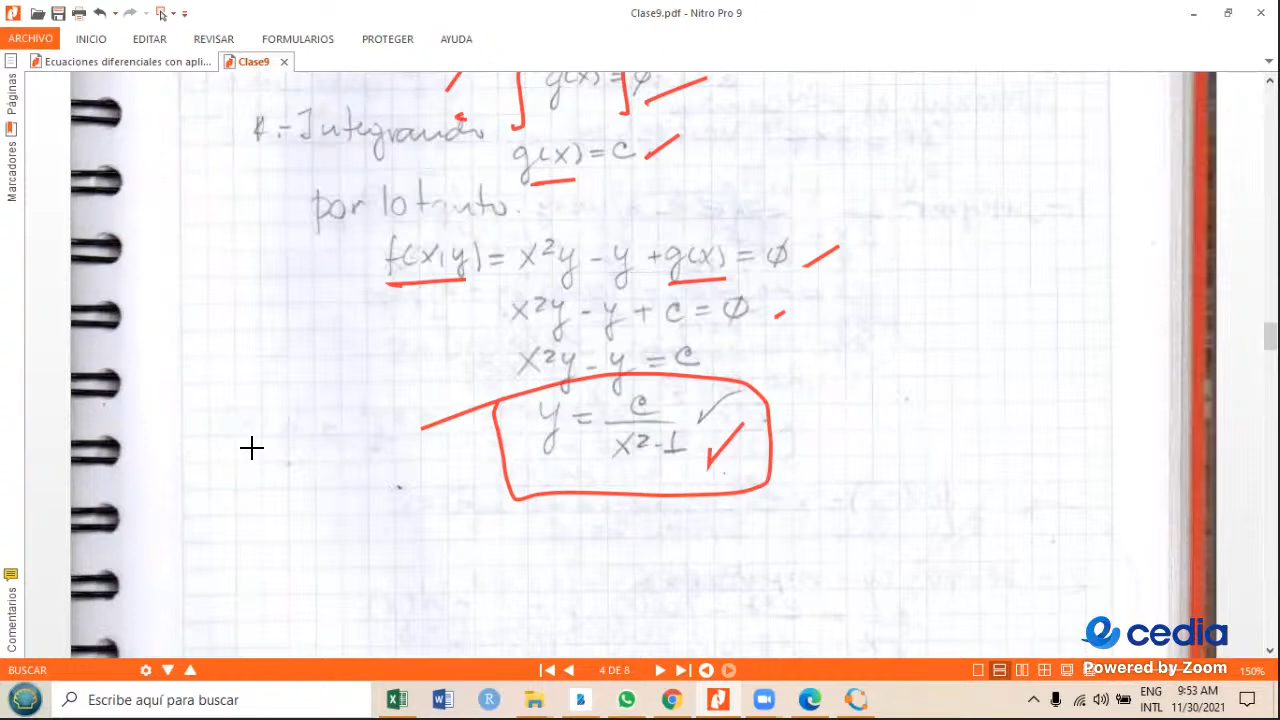 Clase9.pdf - Nitro Pro 9
ARCHIVO INICIO EDITAR REVISAR FORMULARIOS PROTEGER AYUDA
Ecuaciones diferenciales con apli... Clase9
Páginas
Marcadores
Comentarios
g(x) = ϕ
4.- Integrando
g(x) = c
por lo tanto.
f(x,y) = x²y - y + g(x) = ϕ
x²y - y + c = ϕ
x²y - y = c
y = c / x² - 1
cedia
Powered by Zoom
BUSCAR 4 DE 8 150%
Escribe aquí para buscar
ENG 9:53 AM
INTL 11/30/2021